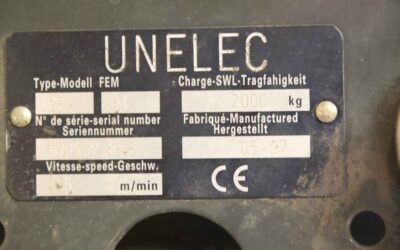 UNELEC
Type-Modell FEM Charge-SWL-Tragfahigkeit
2000 kg
N° de série-serial number Fabriqué-Manufactured
Seriennummer Hergestellt
05-97
Vitesse-speed-Geschw.
m/min CE